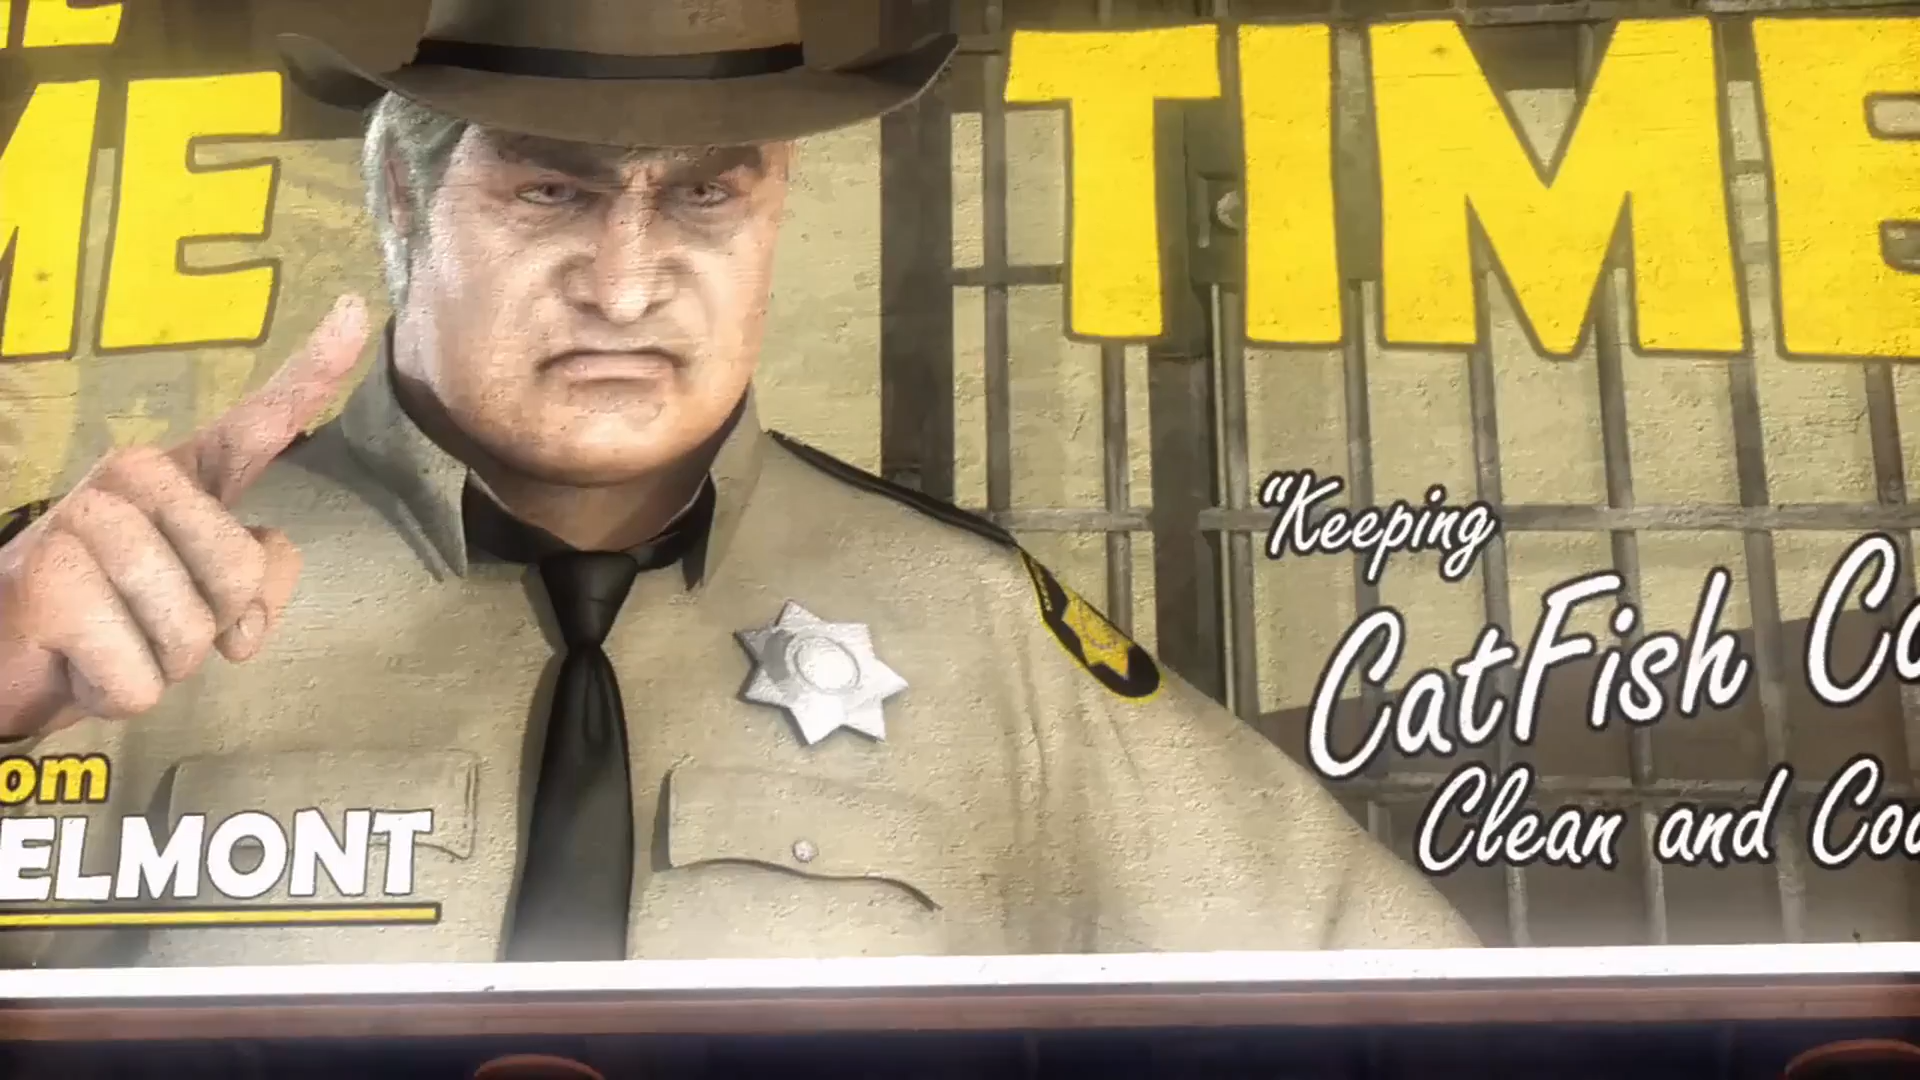 ME TIME
"Keeping
CatFish Co
om
Clean and Coo
ELMONT